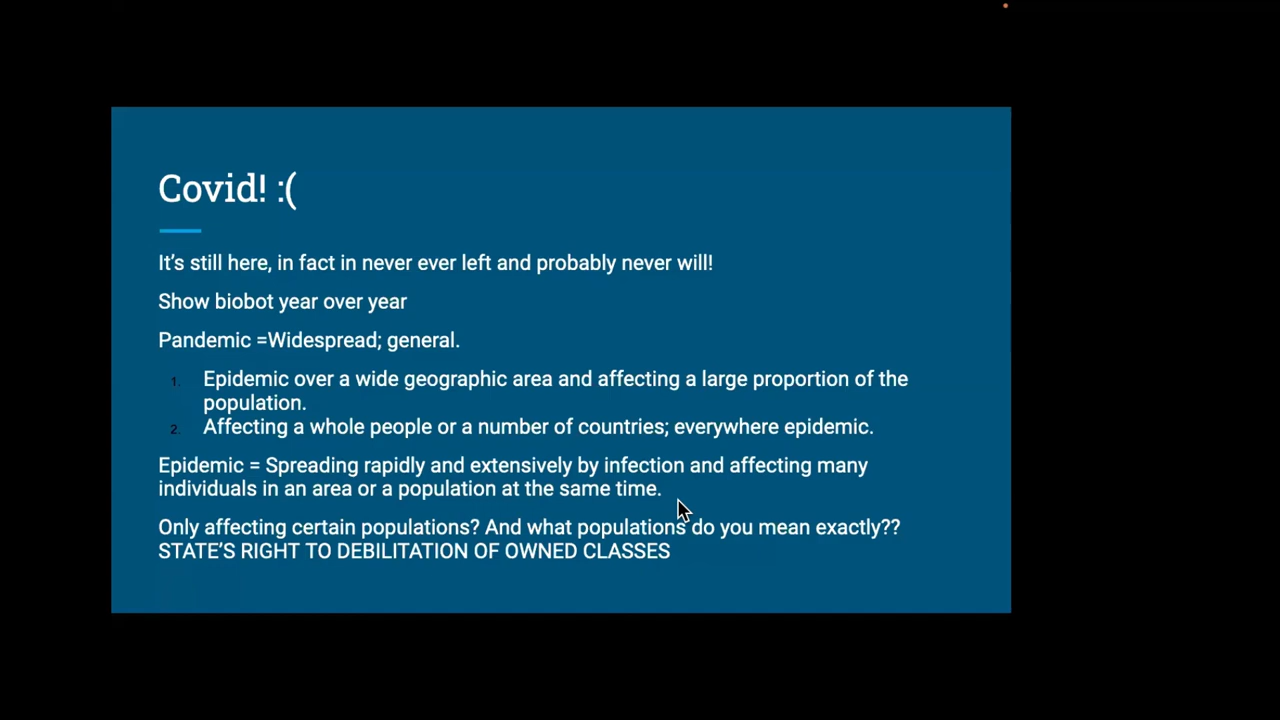 Covid! :(
It's still here, in fact in never ever left and probably never will!
Show biobot year over year
Pandemic =Widespread; general.
1. Epidemic over a wide geographic area and affecting a large proportion of the
population.
2. Affecting a whole people or a number of countries; everywhere epidemic.
Epidemic = Spreading rapidly and extensively by infection and affecting many
individuals in an area or a population at the same time.
Only affecting certain populations? And what populations do you mean exactly??
STATE'S RIGHT TO DEBILITATION OF OWNED CLASSES